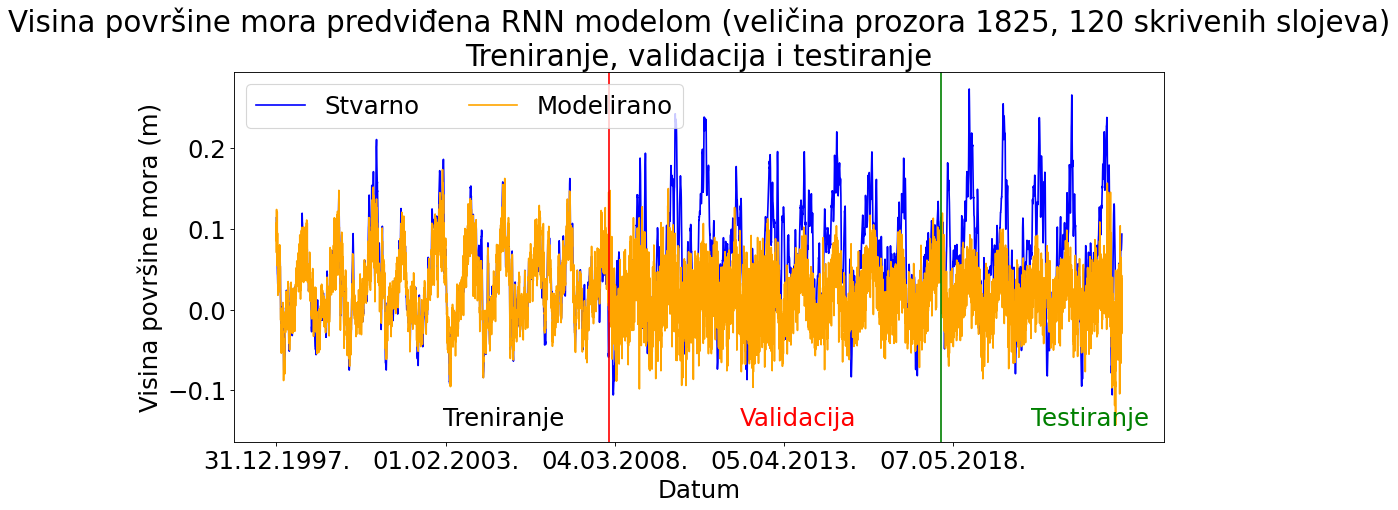 Visina površine mora predviđena RNN modelom (veličina prozora 1825, 120 skrivenih slojeva)
Treniranje, validacija i testiranje
Stvarno Modelirano
Visina površine mora (m)
0.2
0.1
0.0
−0.1
Treniranje Validacija Testiranje
31.12.1997. 01.02.2003. 04.03.2008. 05.04.2013. 07.05.2018.
Datum